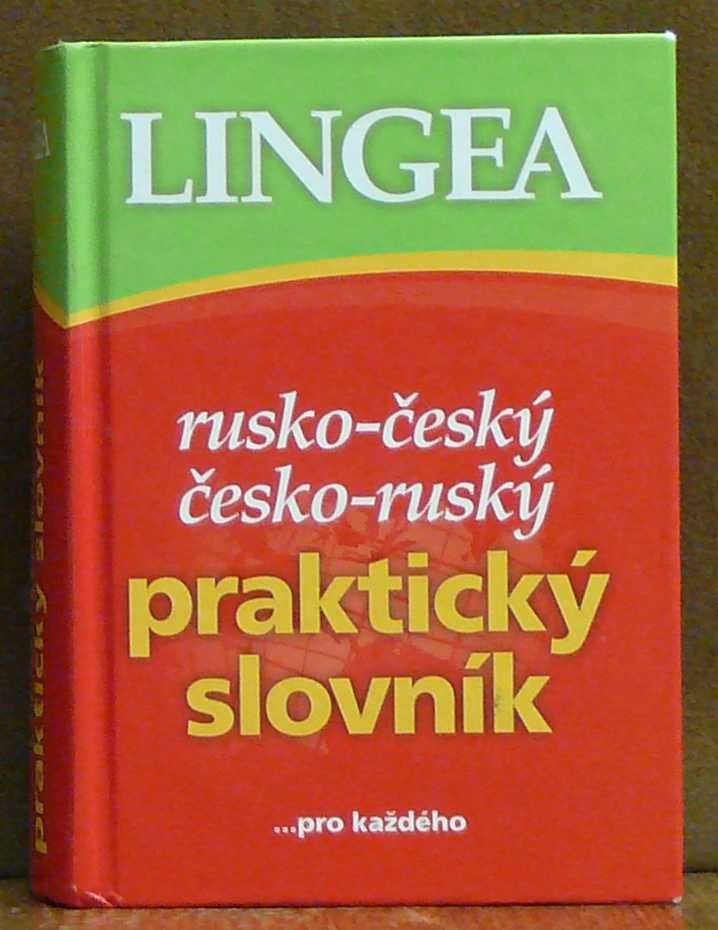 LINGEA
rusko-český
česko-ruský
praktický
slovník
...pro každého
praktický slovník